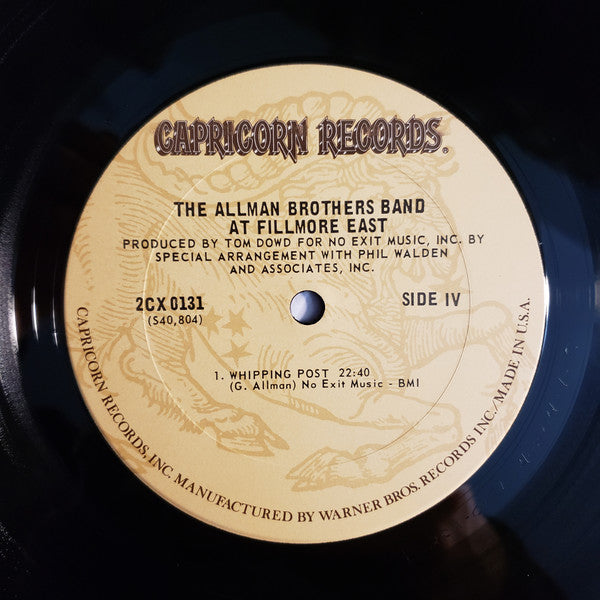 CAPRICORN RECORDS®
THE ALLMAN BROTHERS BAND
AT FILLMORE EAST
PRODUCED BY TOM DOWD FOR NO EXIT MUSIC, INC. BY
SPECIAL ARRANGEMENT WITH PHIL WALDEN
AND ASSOCIATES, INC.
2CX 0131
(S40,804)
SIDE IV
1. WHIPPING POST 22:40
(G. Allman) No Exit Music - BMI
CAPRICORN RECORDS, INC. MANUFACTURED BY WARNER BROS. RECORDS INC./MADE IN U.S.A.